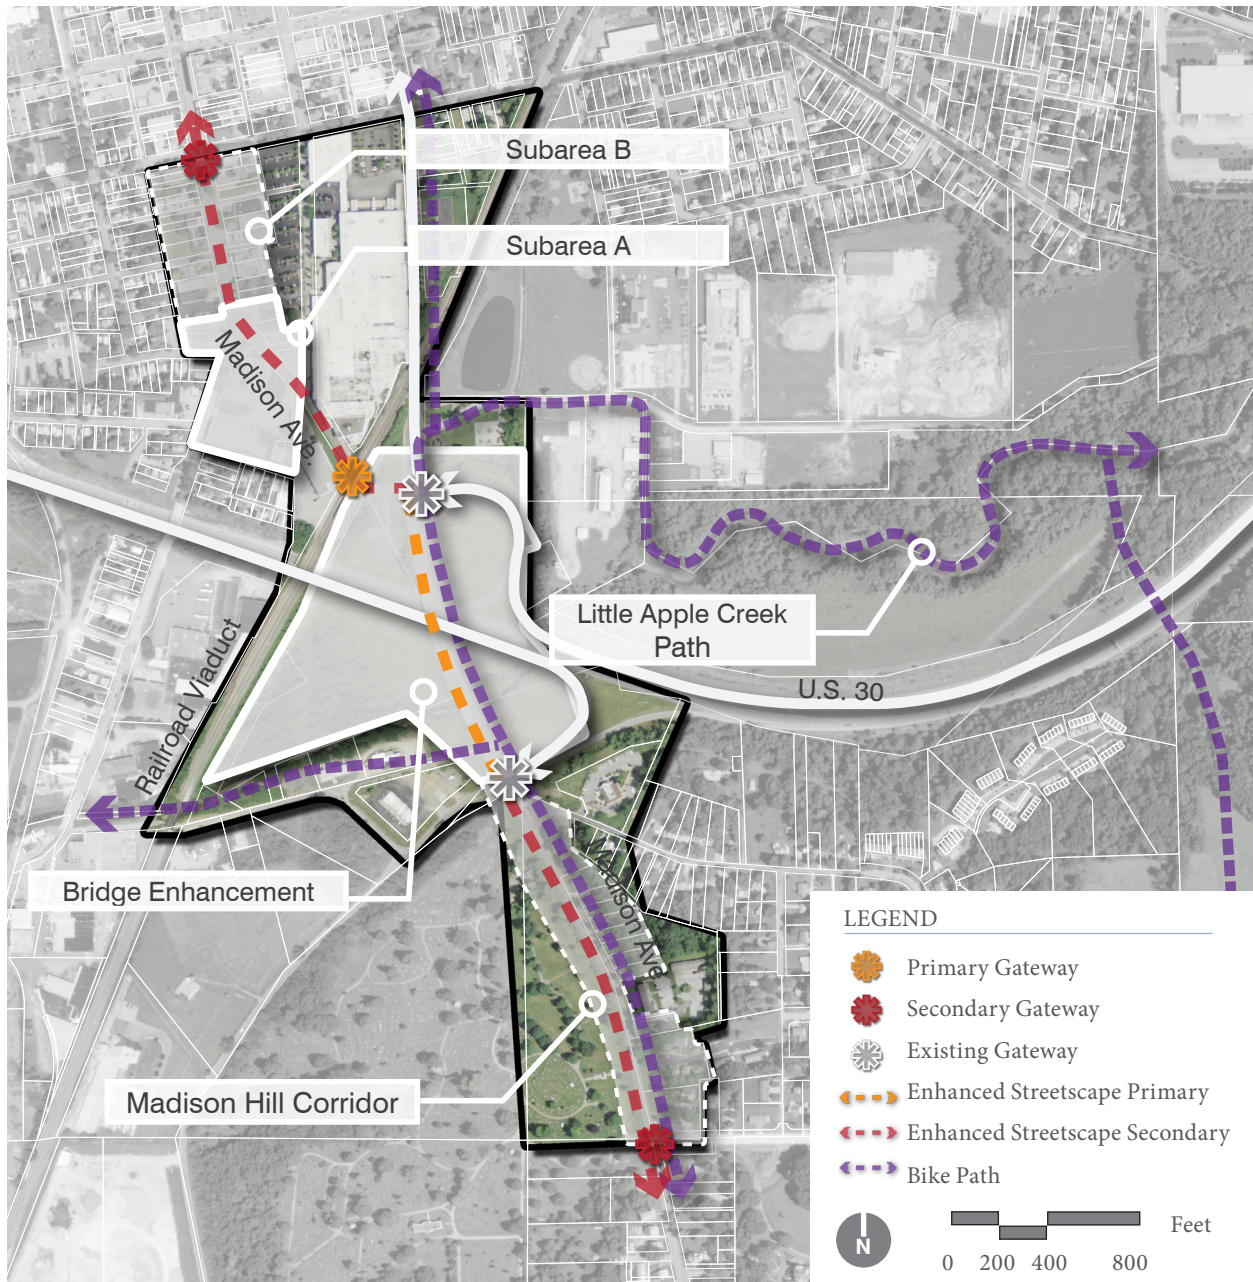 Subarea B
Subarea A
Madison Ave.
Little Apple Creek
Path
U.S. 30
Railroad Viaduct
Bridge Enhancement
Madison Ave.
Madison Hill Corridor
LEGEND
Primary Gateway
Secondary Gateway
Existing Gateway
Enhanced Streetscape Primary
Enhanced Streetscape Secondary
Bike Path
N
Feet
0 200 400 800